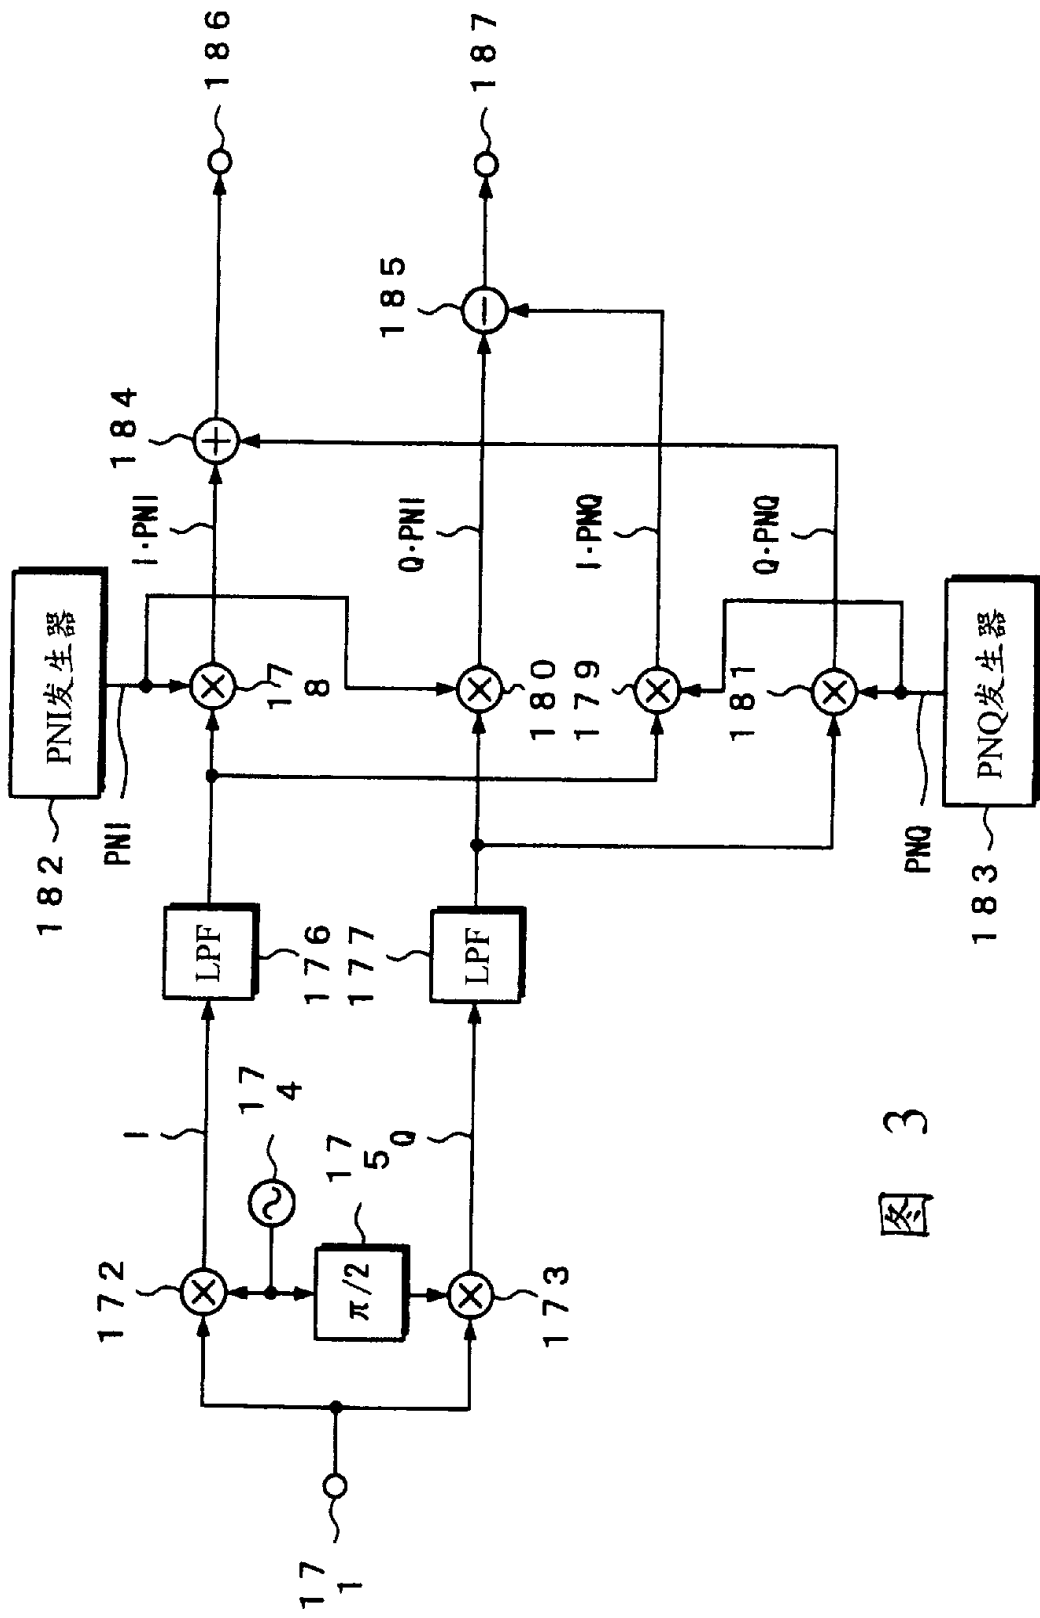 182
PNI发生器
PNI
186
184
I·PNI
178
176
LPF
I
172
174
π/2
175
171
187
185
Q·PNI
180
177
LPF
Q
173
179
I·PNQ
181
Q·PNQ
PNQ
183
PNQ发生器
图 3